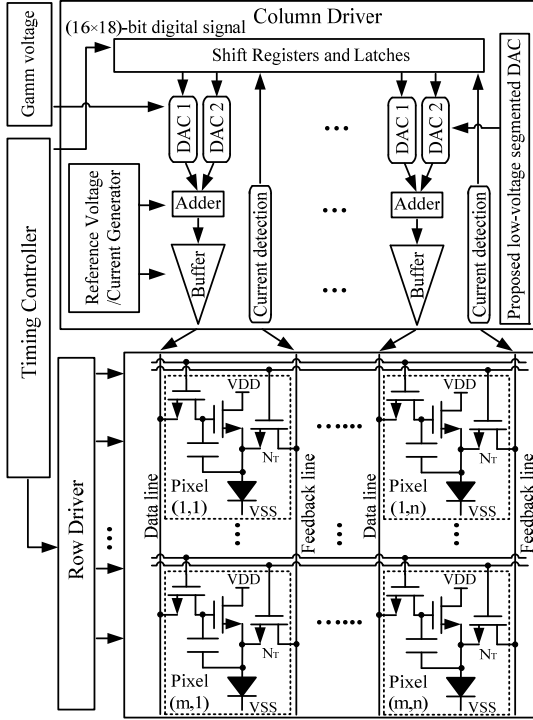 Column Driver
(16×18)-bit digital signal
Shift Registers and Latches
Gamm voltage
DAC 1
DAC 2
DAC 1
DAC 2
Proposed low-voltage segmented DAC
Timing Controller
Reference Voltage
/Current Generator
Adder
Current detection
Adder
Current detection
Buffer
Buffer
Row Driver
Data line
VDD
NT
Pixel
(1,1)
VSS
Feedback line
Data line
VDD
NT
Pixel
(1,n)
VSS
Feedback line
VDD
NT
Pixel
(m,1)
VSS
VDD
NT
Pixel
(m,n)
VSS